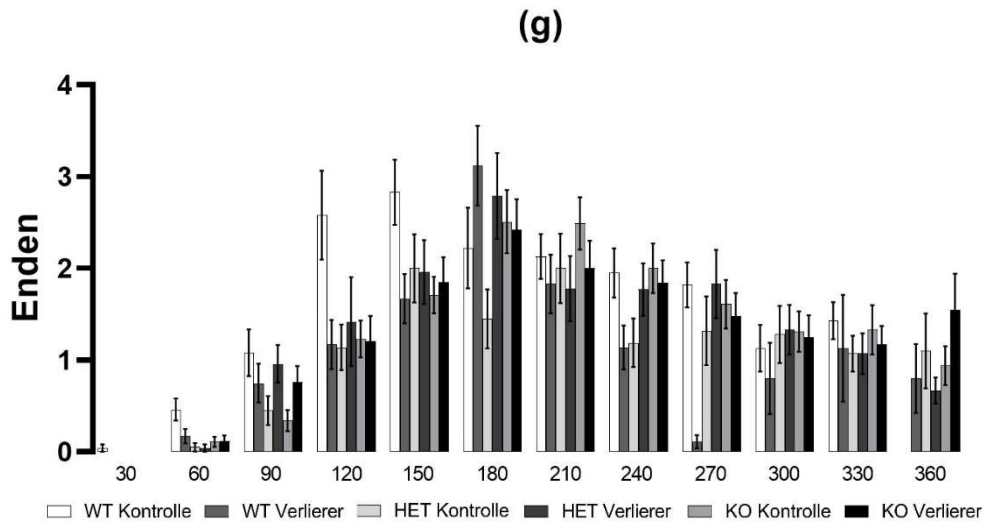 (g)
4
3
2
1
0
Enden
30 60 90 120 150 180 210 240 270 300 330 360
WT Kontrolle WT Verlierer HET Kontrolle HET Verlierer KO Kontrolle KO Verlierer